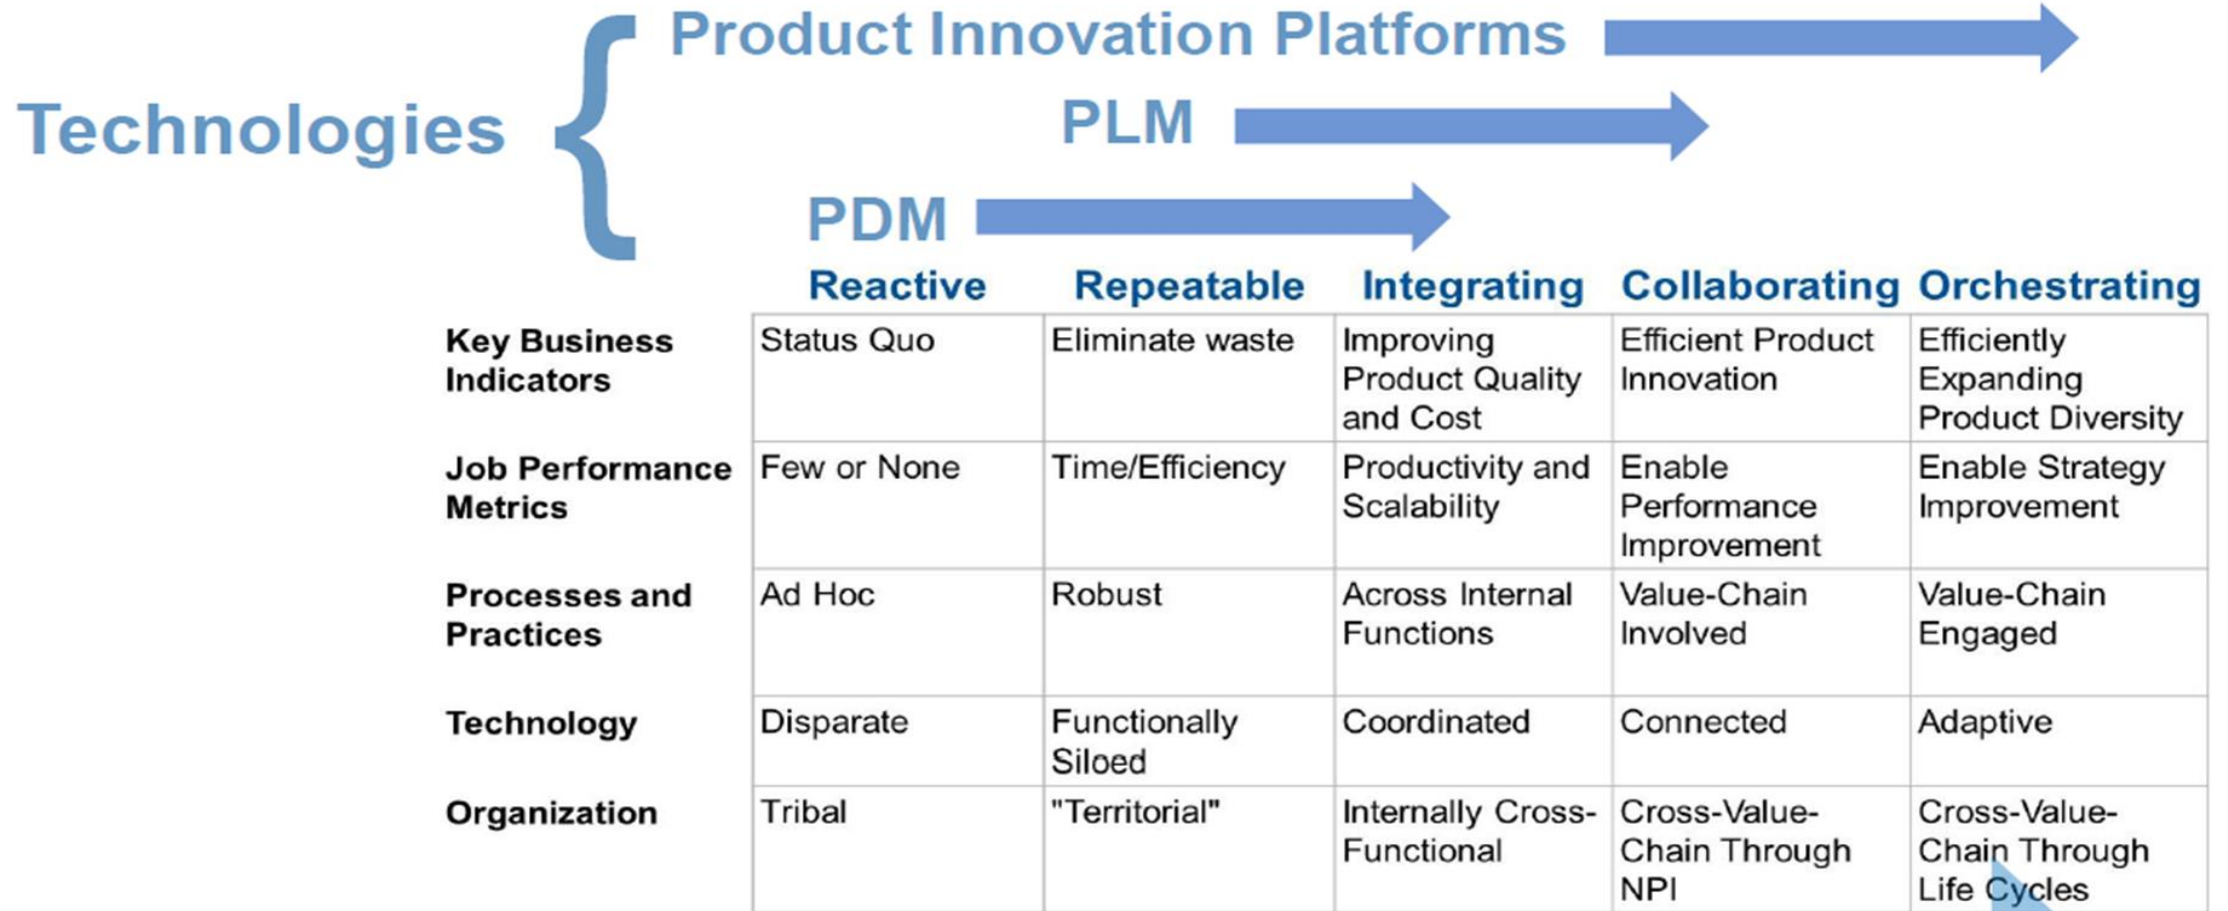 Product Innovation Platforms
Technologies
PLM
PDM
Reactive Repeatable Integrating Collaborating Orchestrating
Key Business
Indicators
Status Quo
Eliminate waste
Improving
Product Quality
and Cost
Efficient Product
Innovation
Efficiently
Expanding
Product Diversity
Job Performance
Metrics
Few or None
Time/Efficiency
Productivity and
Scalability
Enable
Performance
Improvement
Enable Strategy
Improvement
Processes and
Practices
Ad Hoc
Robust
Across Internal
Functions
Value-Chain
Involved
Value-Chain
Engaged
Technology
Disparate
Functionally
Siloed
Coordinated
Connected
Adaptive
Organization
Tribal
"Territorial"
Internally Cross-
Functional
Cross-Value-
Chain Through
NPI
Cross-Value-
Chain Through
Life Cycles